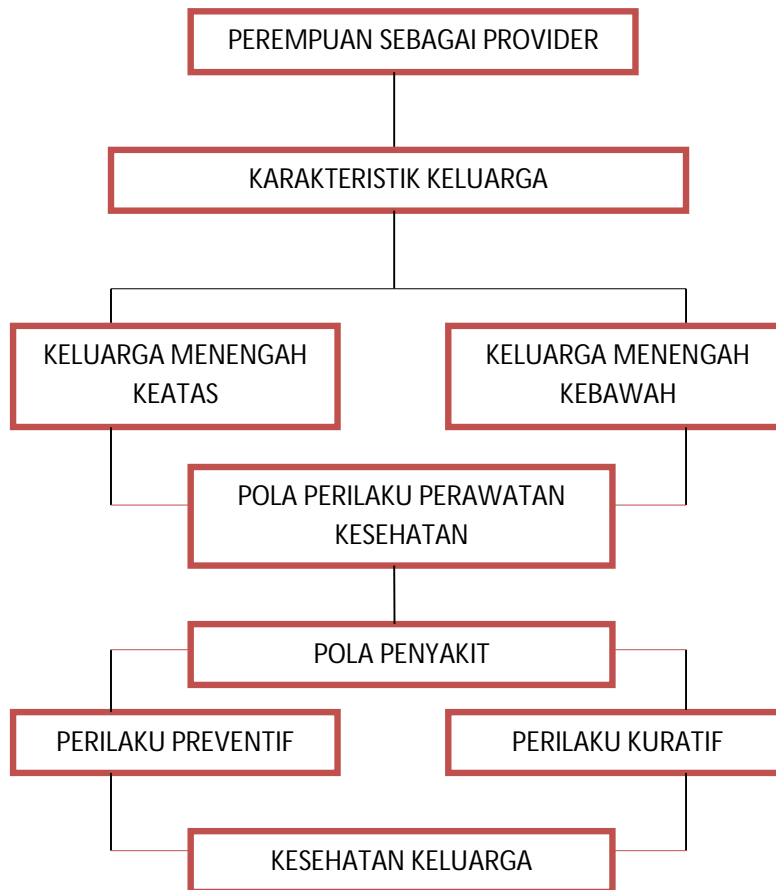 PEREMPUAN SEBAGAI PROVIDER
KARAKTERISTIK KELUARGA
KELUARGA MENENGAH
KEATAS
KELUARGA MENENGAH
KEBAWAH
POLA PERILAKU PERAWATAN
KESEHATAN
POLA PENYAKIT
PERILAKU PREVENTIF
PERILAKU KURATIF
KESEHATAN KELUARGA